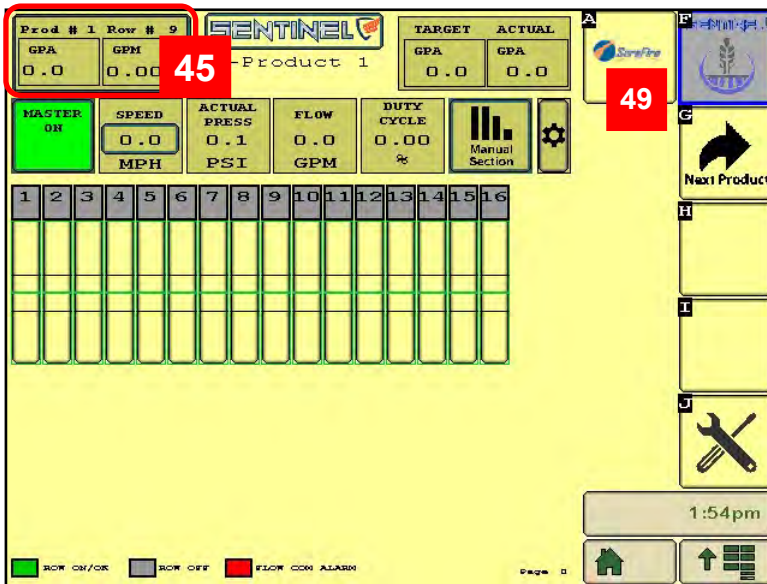 Prod # 1 Row # 9
GPA GPM
0.0 0.00
45
SENTINEL
-Product 1
TARGET ACTUAL
GPA GPA
0.0 0.0
A
SureFire
49
F
SENTINEL
MASTER ON
SPEED
0.0
MPH
ACTUAL PRESS
0.1
PSI
FLOW
0.0
GPM
DUTY CYCLE
0.00
%
Manual Section
G
Next Product
1 2 3 4 5 6 7 8 9 10 11 12 13 14 15 16
H
I
J
1:54pm
ROW ON/OK
ROW OFF
FLOW COM ALARM
Page 0